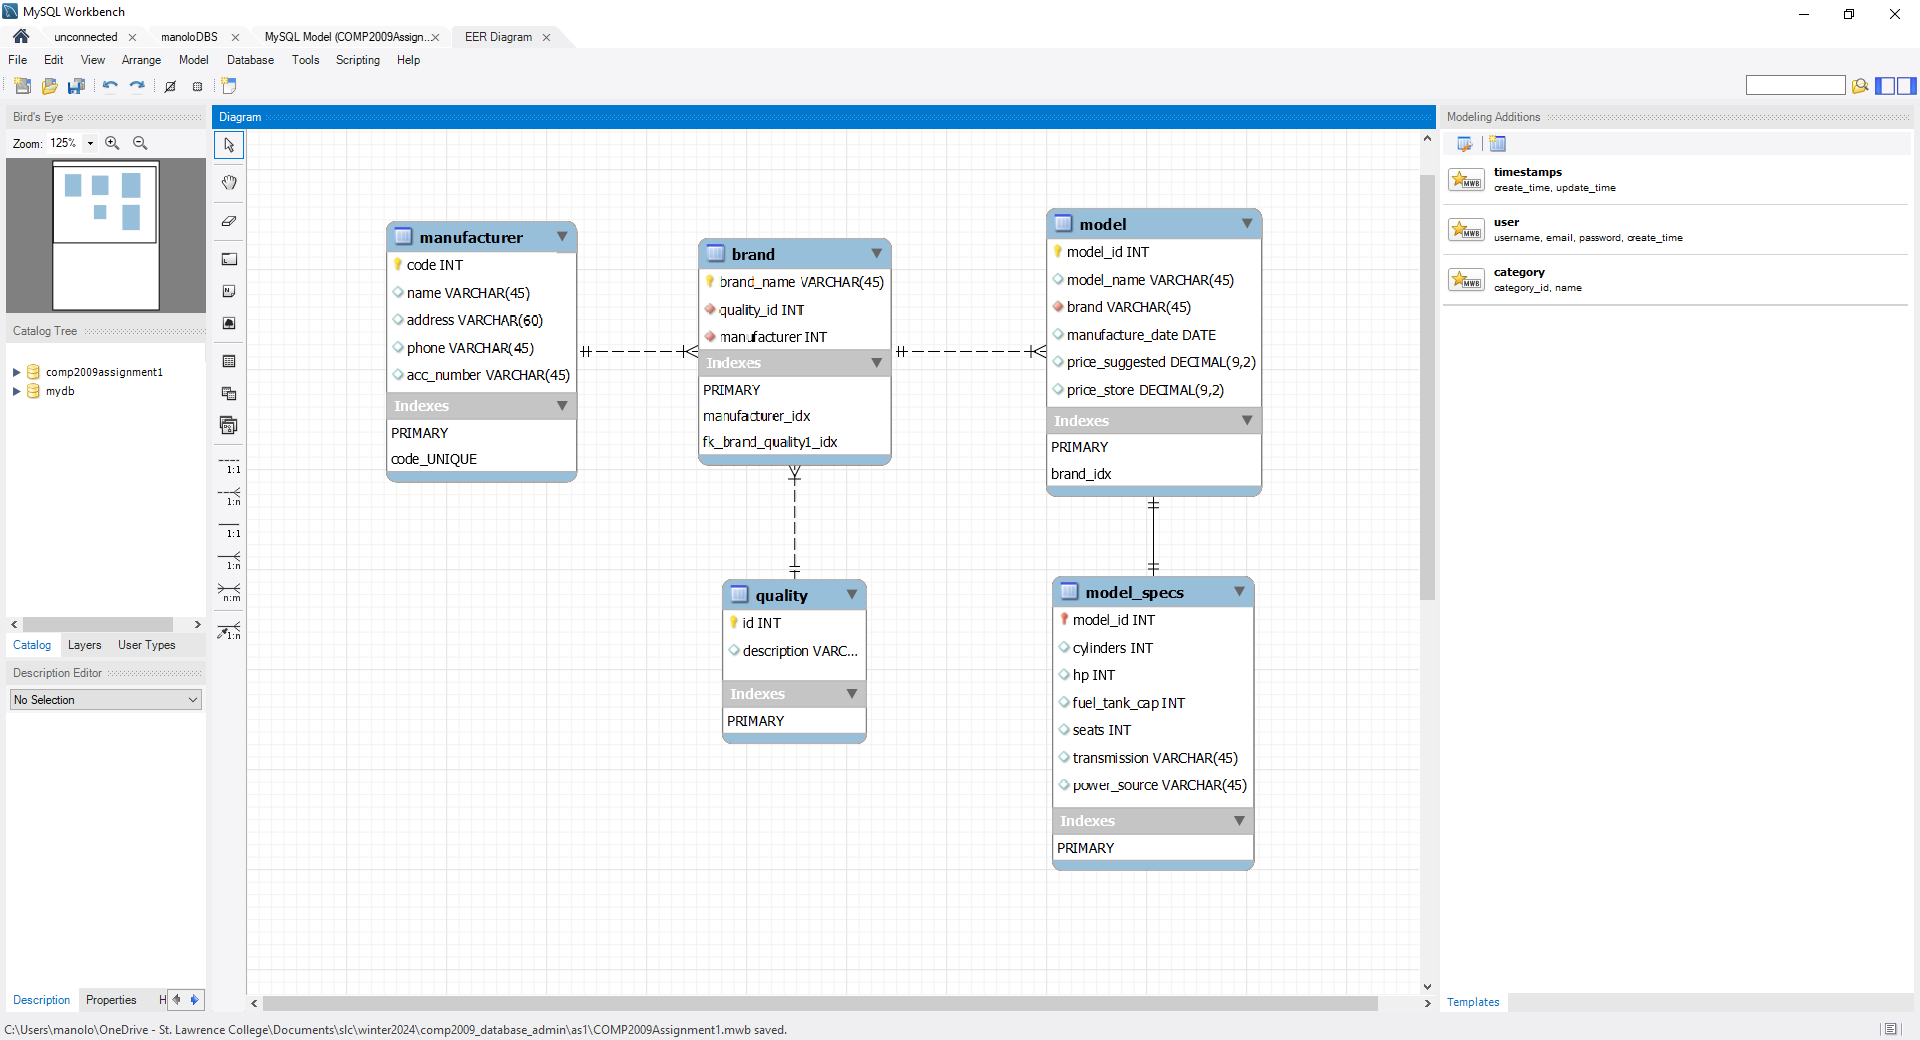 MySQL Workbench
unconnected
manoloDBS
MySQL Model (COMP2009Assign...
EER Diagram
File Edit View Arrange Model Database Tools Scripting Help
Bird's Eye
Zoom: 125%
Catalog Tree
comp2009assignment1
mydb
Catalog Layers User Types
Description Editor
No Selection
Description Properties H
Diagram
1:1
1:n
1:1
1:n
n:m
1:n
manufacturer
code INT
name VARCHAR(45)
address VARCHAR(60)
phone VARCHAR(45)
acc_number VARCHAR(45)
Indexes
PRIMARY
code_UNIQUE
brand
brand_name VARCHAR(45)
quality_id INT
manufacturer INT
Indexes
PRIMARY
manufacturer_idx
fk_brand_quality1_idx
model
model_id INT
model_name VARCHAR(45)
brand VARCHAR(45)
manufacture_date DATE
price_suggested DECIMAL(9,2)
price_store DECIMAL(9,2)
Indexes
PRIMARY
brand_idx
quality
id INT
description VARC...
Indexes
PRIMARY
model_specs
model_id INT
cylinders INT
hp INT
fuel_tank_cap INT
seats INT
transmission VARCHAR(45)
power_source VARCHAR(45)
Indexes
PRIMARY
Modeling Additions
MWB
timestamps
create_time, update_time
MWB
user
username, email, password, create_time
MWB
category
category_id, name
Templates
C:\Users\manolo\OneDrive - St. Lawrence College\Documents\slc\winter2024\comp2009_database_admin\as1\COMP2009Assignment1.mwb saved.